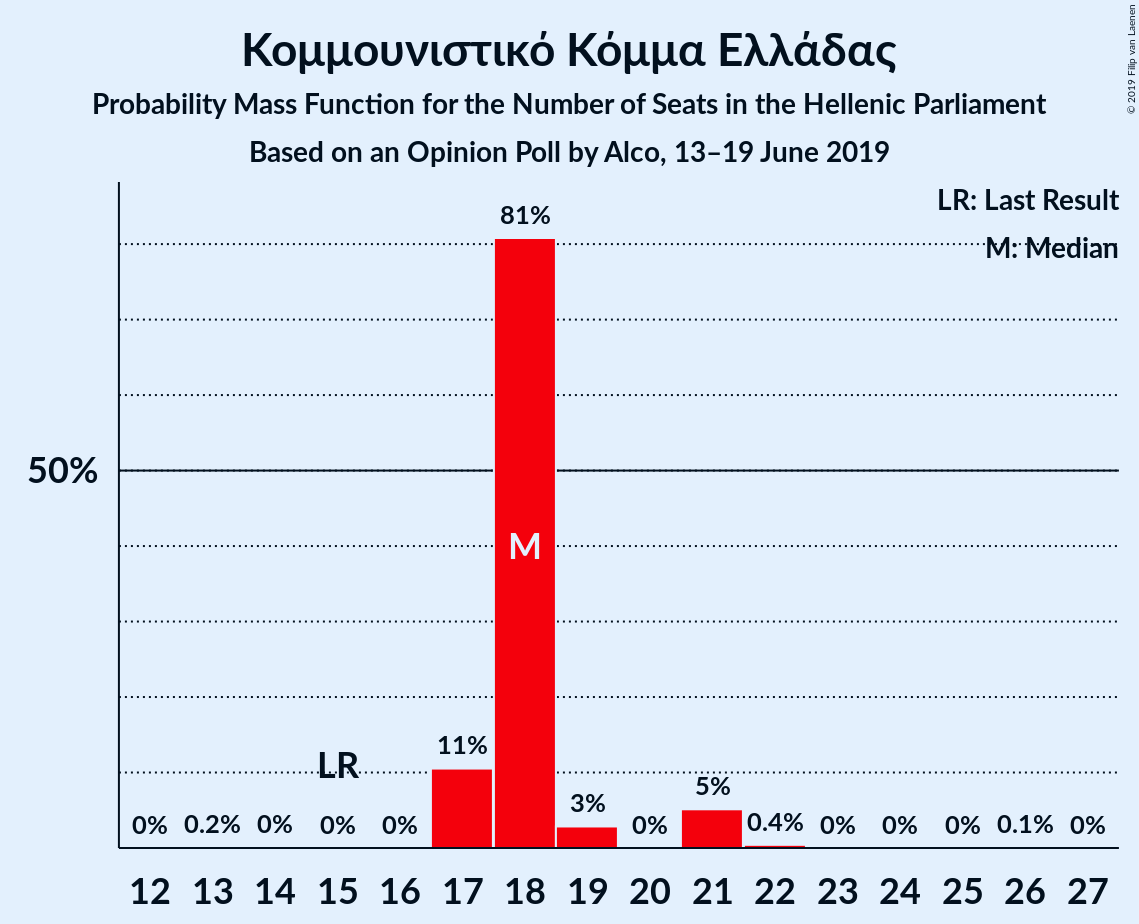 Κομμουνιστικό Κόμμα Ελλάδας
Probability Mass Function for the Number of Seats in the Hellenic Parliament
Based on an Opinion Poll by Alco, 13–19 June 2019
© 2019 Filip van Laenen
LR: Last Result
M: Median
50%
81%
M
LR
11%
3%
5%
0% 0.2% 0% 0% 0% 0% 0.4% 0% 0% 0% 0.1% 0%
12 13 14 15 16 17 18 19 20 21 22 23 24 25 26 27